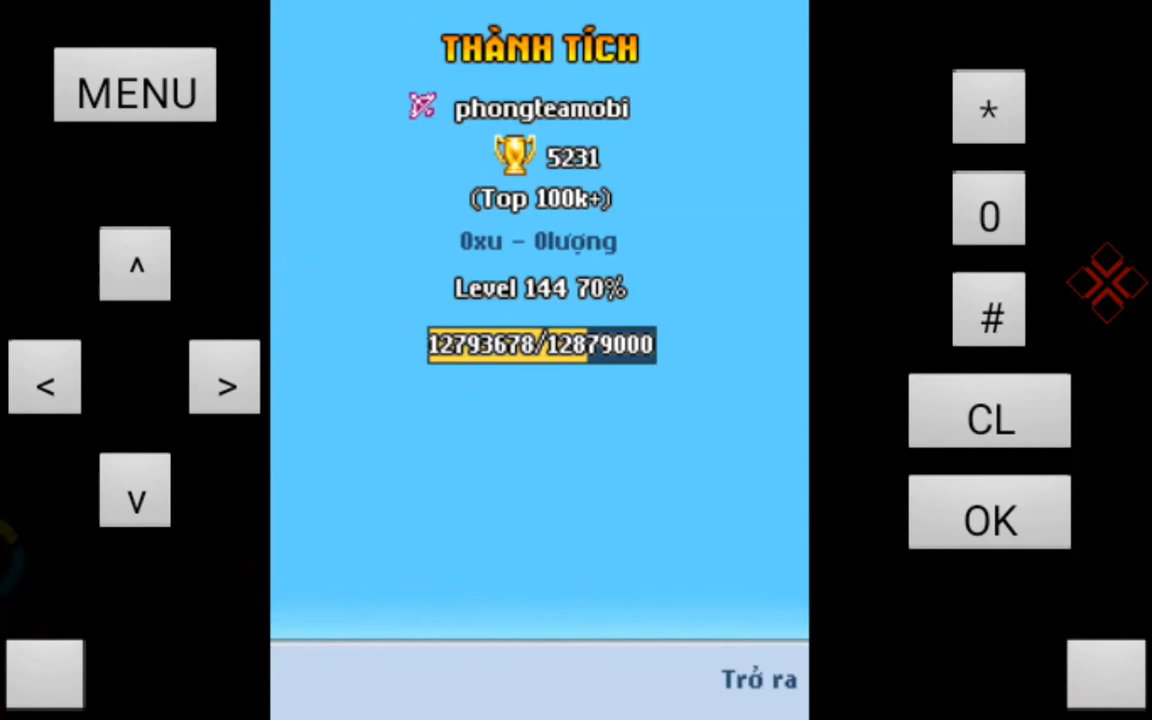 THÀNH TÍCH
phongteamobi
5231
(Top 100k+)
0xu - 0lượng
Level 144 70%
12793678/12879000
Trở ra
MENU
^
<
>
v
*
0
#
CL
OK